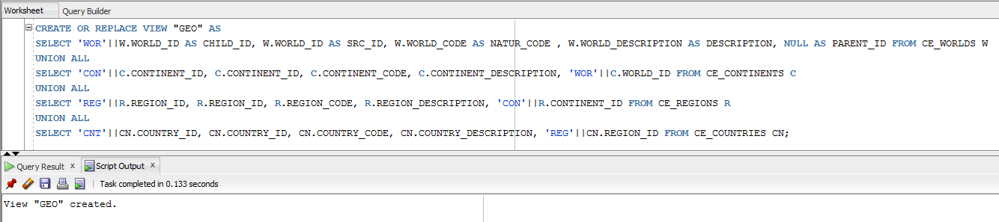 Worksheet Query Builder
CREATE OR REPLACE VIEW "GEO" AS
SELECT 'WOR'||W.WORLD_ID AS CHILD_ID, W.WORLD_ID AS SRC_ID, W.WORLD_CODE AS NATUR_CODE , W.WORLD_DESCRIPTION AS DESCRIPTION, NULL AS PARENT_ID FROM CE_WORLDS W
UNION ALL
SELECT 'CON'||C.CONTINENT_ID, C.CONTINENT_ID, C.CONTINENT_CODE, C.CONTINENT_DESCRIPTION, 'WOR'||C.WORLD_ID FROM CE_CONTINENTS C
UNION ALL
SELECT 'REG'||R.REGION_ID, R.REGION_ID, R.REGION_CODE, R.REGION_DESCRIPTION, 'CON'||R.CONTINENT_ID FROM CE_REGIONS R
UNION ALL
SELECT 'CNT'||CN.COUNTRY_ID, CN.COUNTRY_ID, CN.COUNTRY_CODE, CN.COUNTRY_DESCRIPTION, 'REG'||CN.REGION_ID FROM CE_COUNTRIES CN;
Query Result x Script Output x
Task completed in 0.133 seconds
View "GEO" created.